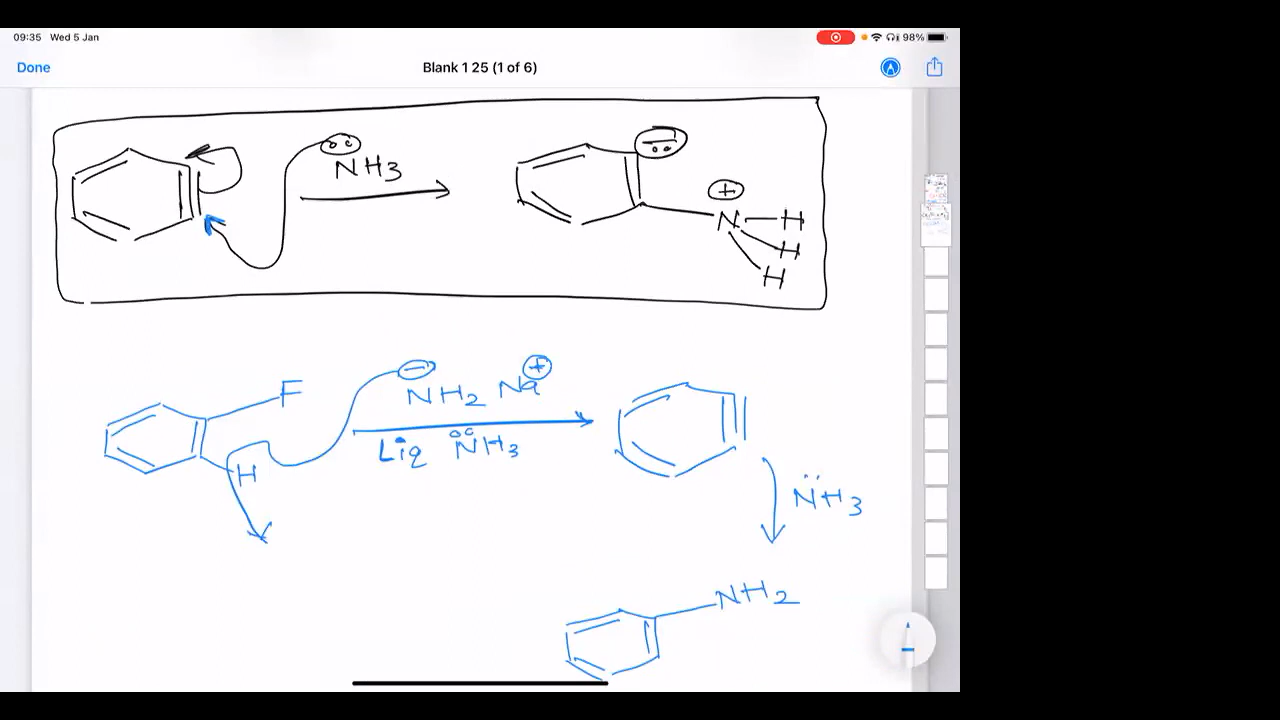 09:35 Wed 5 Jan
98%
Done
Blank 1 25 (1 of 6)
NH3
N H
H
H
F
NH2 Na
H
Liq NH3
NH3
NH2